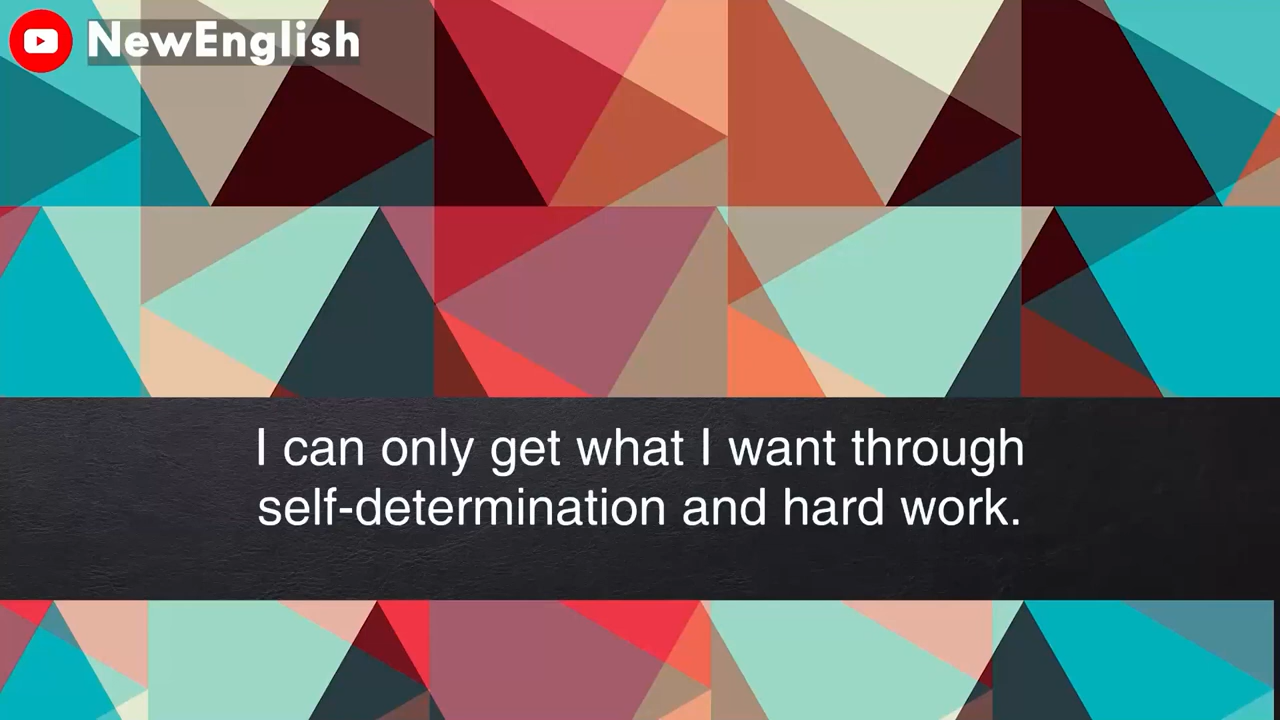 NewEnglish
I can only get what I want through
self-determination and hard work.